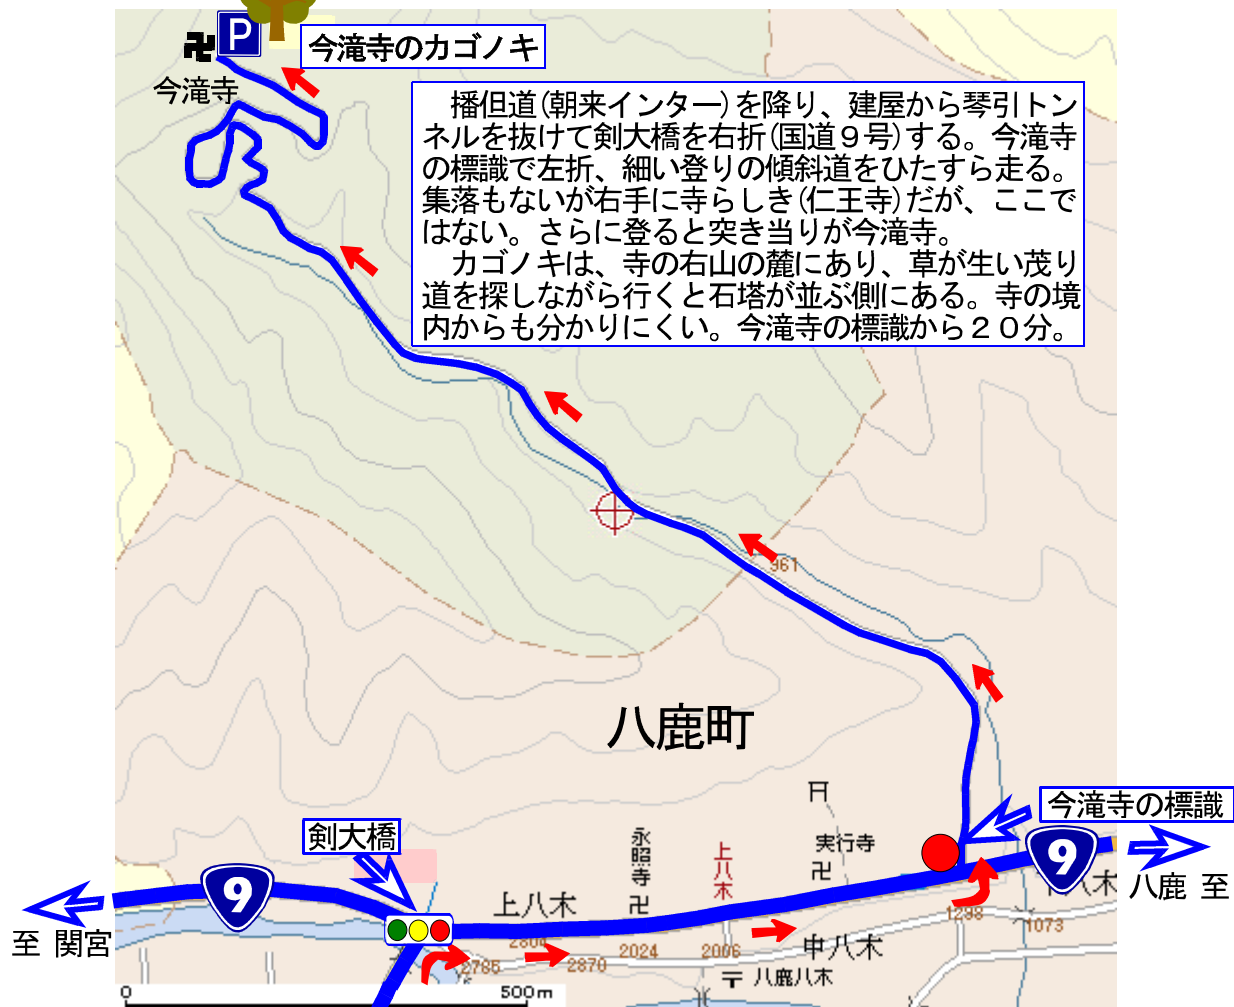 P
今滝寺のカゴノキ
今滝寺
播但道(朝来インター)を降り、建屋から琴引トン
ネルを抜けて剣大橋を右折(国道９号)する。今滝寺
の標識で左折、細い登りの傾斜道をひたすら走る。
集落もないが右手に寺らしき(仁王寺)だが、ここで
はない。さらに登ると突き当りが今滝寺。
カゴノキは、寺の右山の麓にあり、草が生い茂り
道を探しながら行くと石塔が並ぶ側にある。寺の境
内からも分かりにくい。今滝寺の標識から２０分。
961
八鹿町
今滝寺の標識
剣大橋
永照寺
上八木
実行寺
9
9
八鹿 至
至 関宮
上八木
中八木
八木
1298
1073
2804
2024
2006
2785
2870
〒 八鹿八木
0
500m